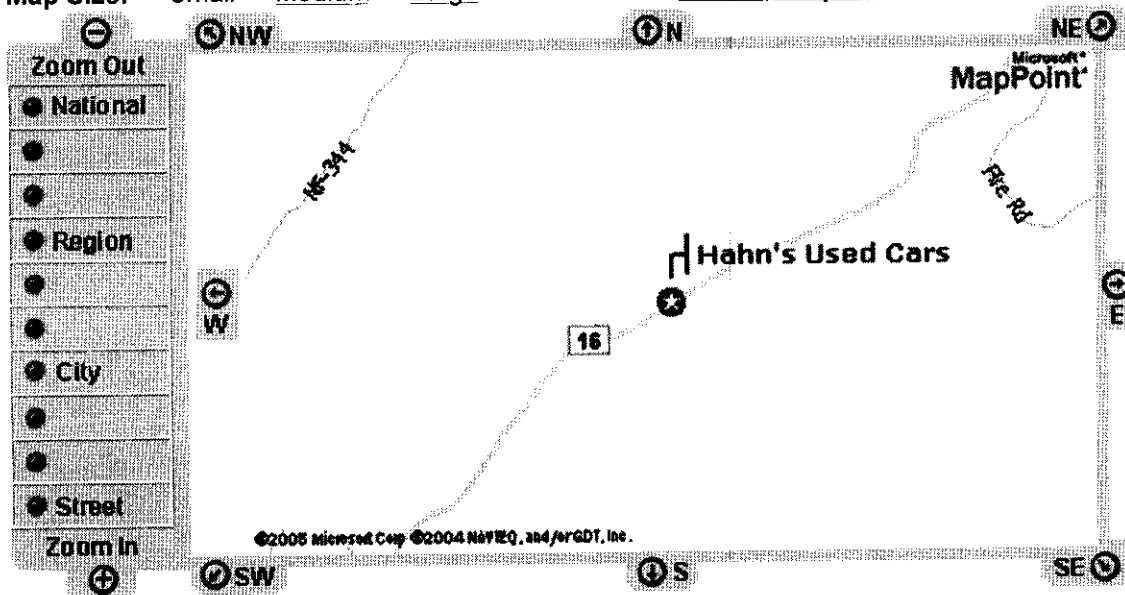 Map Size:
NW
N
NE
Zoom Out
National
Region
City
Street
Zoom In
Microsoft
MapPoint
NF-344
Fire Rd
Hahn's Used Cars
W
E
16
©2005 Microsoft Corp ©2004 NAVTEQ, and/or GDT, Inc.
SW
S
SE